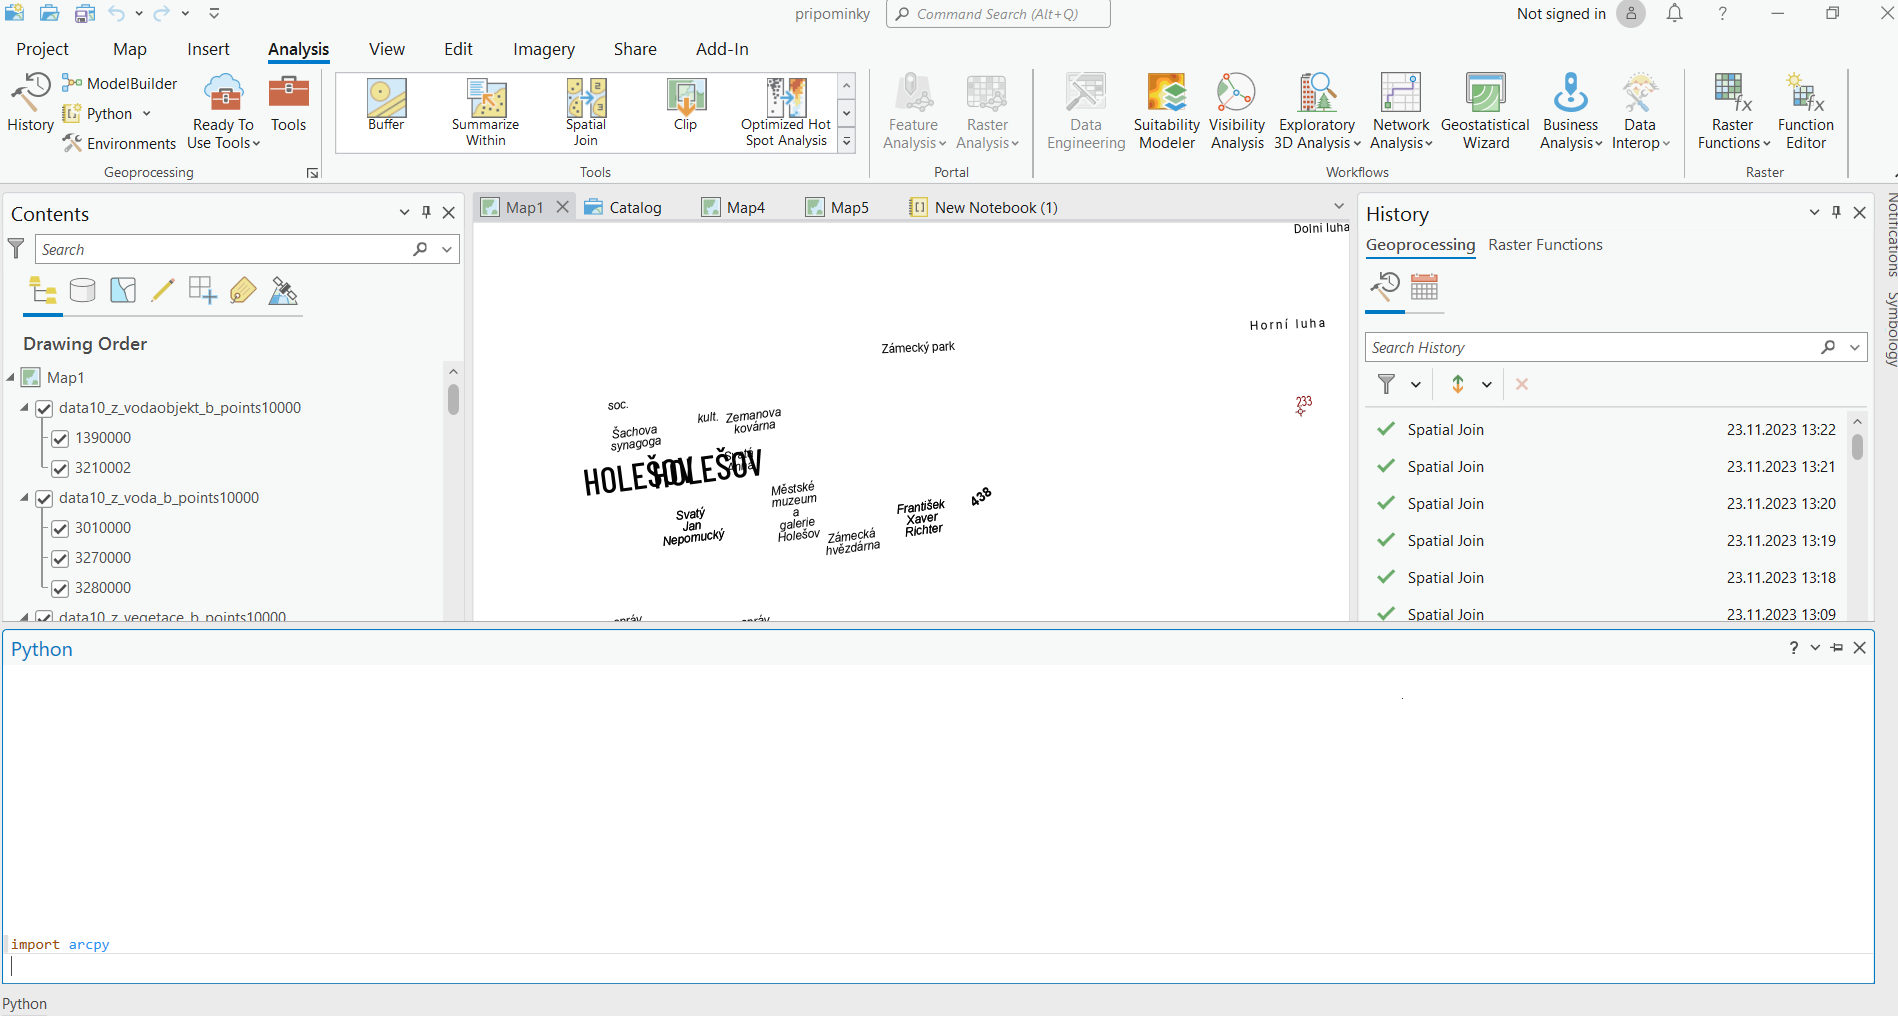 pripominky
Command Search (Alt+Q)
Not signed in
Project
Map
Insert
Analysis
View
Edit
Imagery
Share
Add-In
History
ModelBuilder
Python
Environments
Ready To
Use Tools
Tools
Geoprocessing
Buffer
Summarize
Within
Spatial
Join
Clip
Optimized Hot
Spot Analysis
Tools
Feature
Analysis
Raster
Analysis
Portal
Data
Engineering
Suitability
Modeler
Visibility
Analysis
Exploratory
3D Analysis
Network
Analysis
Geostatistical
Wizard
Business
Analysis
Data
Interop
Workflows
Raster
Functions
Function
Editor
Raster
Contents
Search
Drawing Order
Map1
data10_z_vodaobjekt_b_points10000
1390000
3210002
data10_z_voda_b_points10000
3010000
3270000
3280000
data10_z_vegetace_b_points10000
Map1
Catalog
Map4
Map5
New Notebook (1)
Dolní luha
Horní luha
Zámecký park
233
soc.
kult.
Zemanova
kovárna
Šachova
synagoga
Svatá
Anna
HOLEŠOV
HOLEŠOV
Městské
muzeum
a
galerie
Holešov
Svatý
Jan
Nepomucký
Zámecká
hvězdárna
František
Xaver
Richter
438
správ
správ
History
Geoprocessing
Raster Functions
Search History
Spatial Join 23.11.2023 13:22
Spatial Join 23.11.2023 13:21
Spatial Join 23.11.2023 13:20
Spatial Join 23.11.2023 13:19
Spatial Join 23.11.2023 13:18
Spatial Join 23.11.2023 13:09
Notifications
Symbology
Python
import arcpy
Python